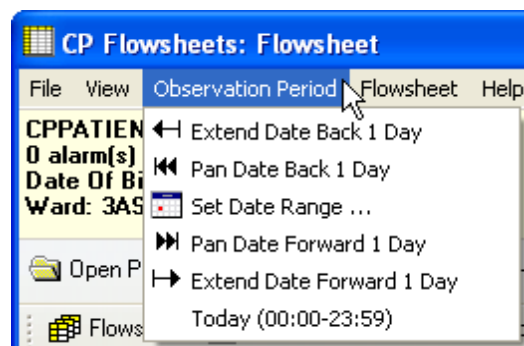 CP Flowsheets: Flowsheet
File View Observation Period Flowsheet Help
CPPATIEN
0 alarm(s)
Date Of Bi
Ward: 3AS
Extend Date Back 1 Day
Pan Date Back 1 Day
Set Date Range ...
Pan Date Forward 1 Day
Extend Date Forward 1 Day
Today (00:00-23:59)
Open P
Flows